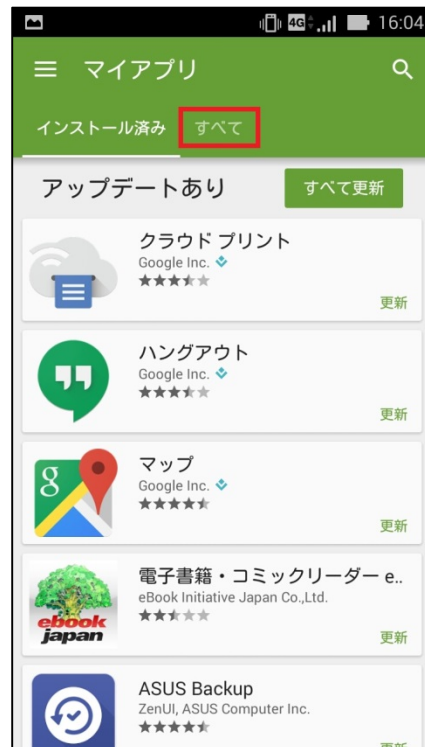 4G 16:04
マイアプリ
インストール済み すべて
アップデートあり すべて更新
クラウド プリント
Google Inc.
更新
ハングアウト
Google Inc.
更新
8
マップ
Google Inc.
更新
ebook
japan
電子書籍・コミックリーダー e..
eBook Initiative Japan Co.,Ltd.
更新
ASUS Backup
ZenUI, ASUS Computer Inc.
更新